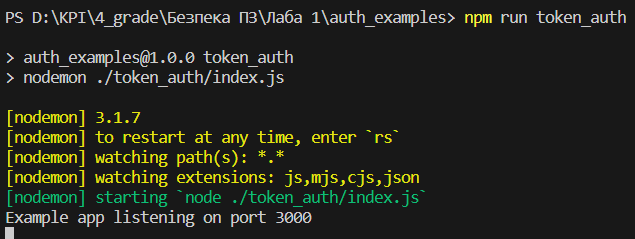 PS D:\KPI\4_grade\Безпека ПЗ\Лаба 1\auth_examples> npm run token_auth
> auth_examples@1.0.0 token_auth
> nodemon ./token_auth/index.js
[nodemon] 3.1.7
[nodemon] to restart at any time, enter `rs`
[nodemon] watching path(s): *.*
[nodemon] watching extensions: js,mjs,cjs,json
[nodemon] starting `node ./token_auth/index.js`
Example app listening on port 3000